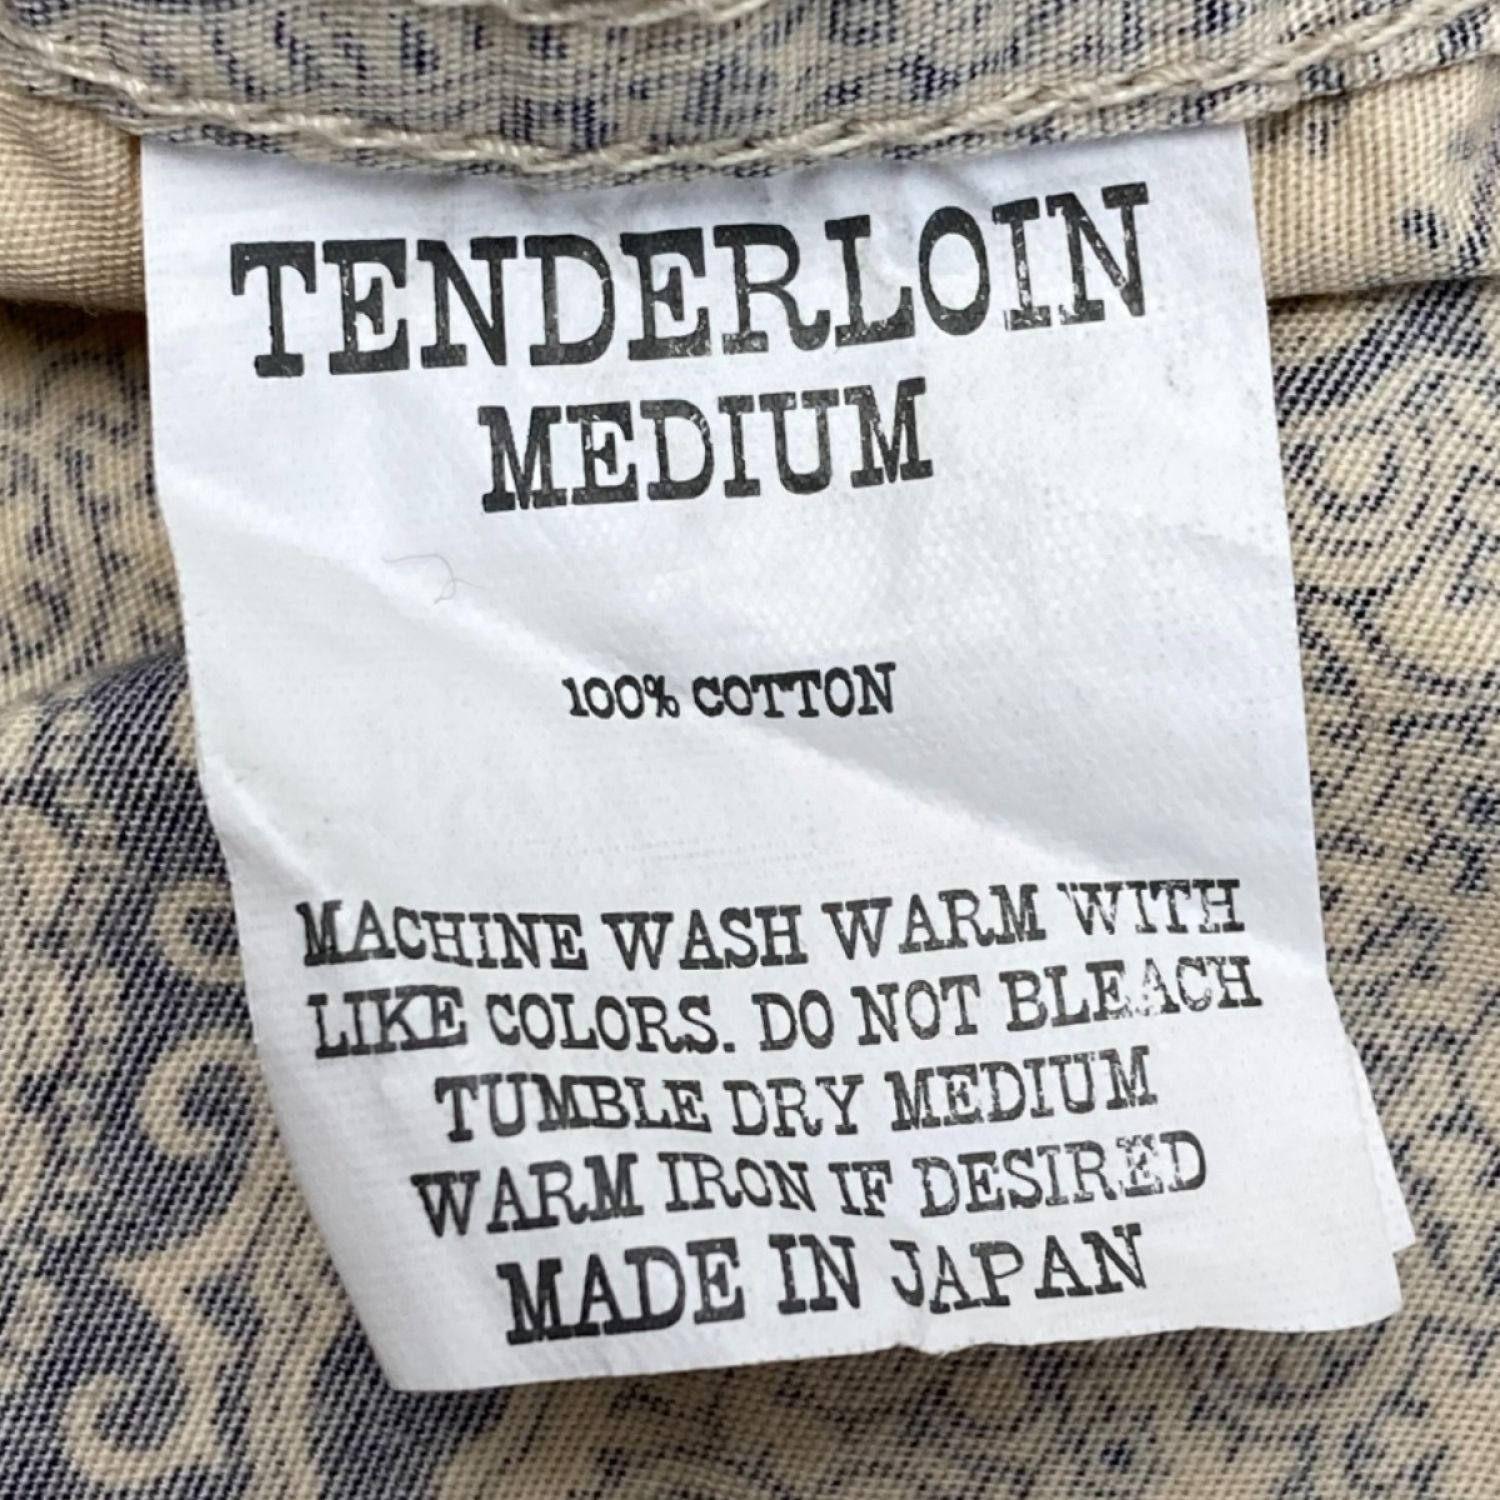 TENDERLOIN
MEDIUM
100% COTTON
MACHINE WASH WARM WITH
LIKE COLORS. DO NOT BLEACH
TUMBLE DRY MEDIUM
WARM IRON IF DESIRED
MADE IN JAPAN